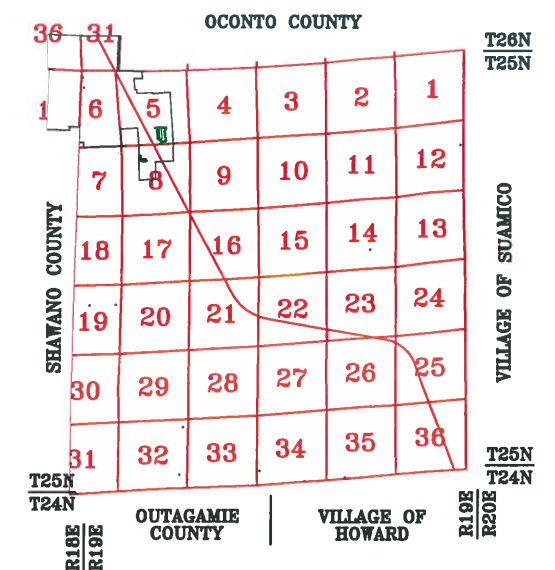 OCONTO COUNTY
36 31
T26N
T25N
1 6 5 4 3 2 1
7 8 9 10 11 12
18 17 16 15 14 13
19 20 21 22 23 24
30 29 28 27 26 25
31 32 33 34 35 36
SHAWANO COUNTY
VILLAGE OF SUAMICO
T25N
T24N
T25N
T24N
R18E
R19E
OUTAGAMIE
COUNTY
VILLAGE OF
HOWARD
R19E
R20E